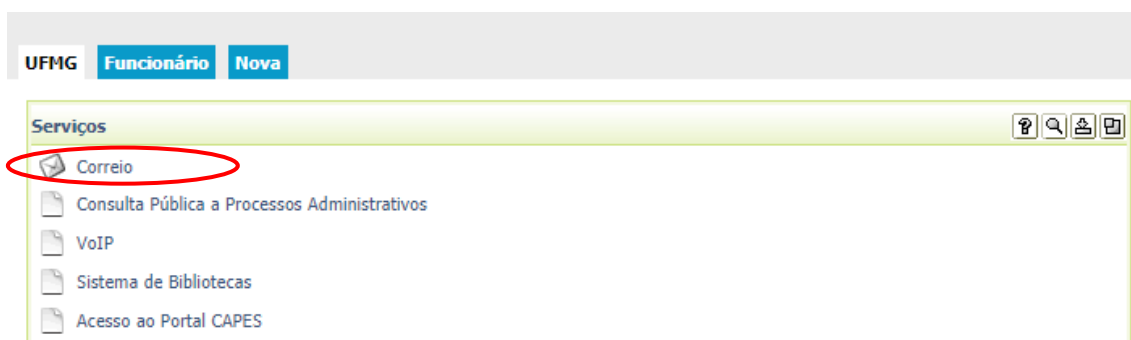 UFMG Funcionário Nova
Serviços
Correio
Consulta Pública a Processos Administrativos
VoIP
Sistema de Bibliotecas
Acesso ao Portal CAPES